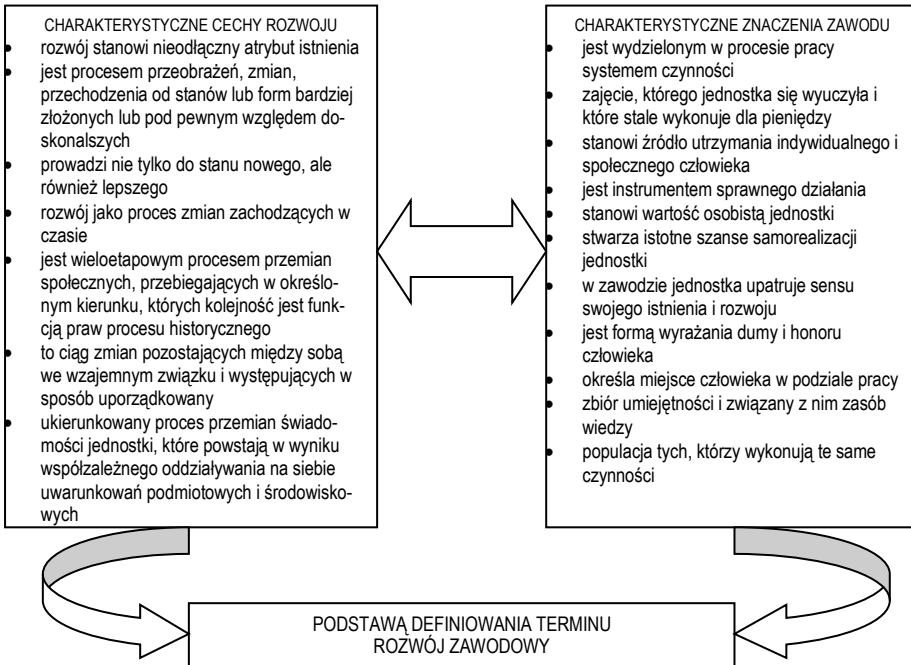 CHARAKTERYSTYCZNE CECHY ROZWOJU
• rozwój stanowi nieodłączny atrybut istnienia
• jest procesem przeobrażeń, zmian,
przechodzenia od stanów lub form bardziej
złożonych lub pod pewnym względem do-
skonalszych
• prowadzi nie tylko do stanu nowego, ale
również lepszego
• rozwój jako proces zmian zachodzących w
czasie
• jest wieloetapowym procesem przemian
społecznych, przebiegających w określo-
nym kierunku, których kolejność jest funk-
cją praw procesu historycznego
• to ciąg zmian pozostających między sobą
we wzajemnym związku i występujących w
sposób uporządkowany
• ukierunkowany proces przemian świado-
mości jednostki, które powstają w wyniku
współzależnego oddziaływania na siebie
uwarunkowań podmiotowych i środowisko-
wych
CHARAKTERYSTYCZNE ZNACZENIA ZAWODU
• jest wydzielonym w procesie pracy
systemem czynności
• zajęcie, którego jednostka się wyuczyła i
które stale wykonuje dla pieniędzy
• stanowi źródło utrzymania indywidualnego i
społecznego człowieka
• jest instrumentem sprawnego działania
• stanowi wartość osobistą jednostki
• stwarza istotne szanse samorealizacji
jednostki
• w zawodzie jednostka upatruje sensu
swojego istnienia i rozwoju
• jest formą wyrażania dumy i honoru
człowieka
• określa miejsce człowieka w podziale pracy
• zbiór umiejętności i związany z nim zasób
wiedzy
• populacja tych, którzy wykonują te same
czynności
PODSTAWĄ DEFINIOWANIA TERMINU
ROZWÓJ ZAWODOWY